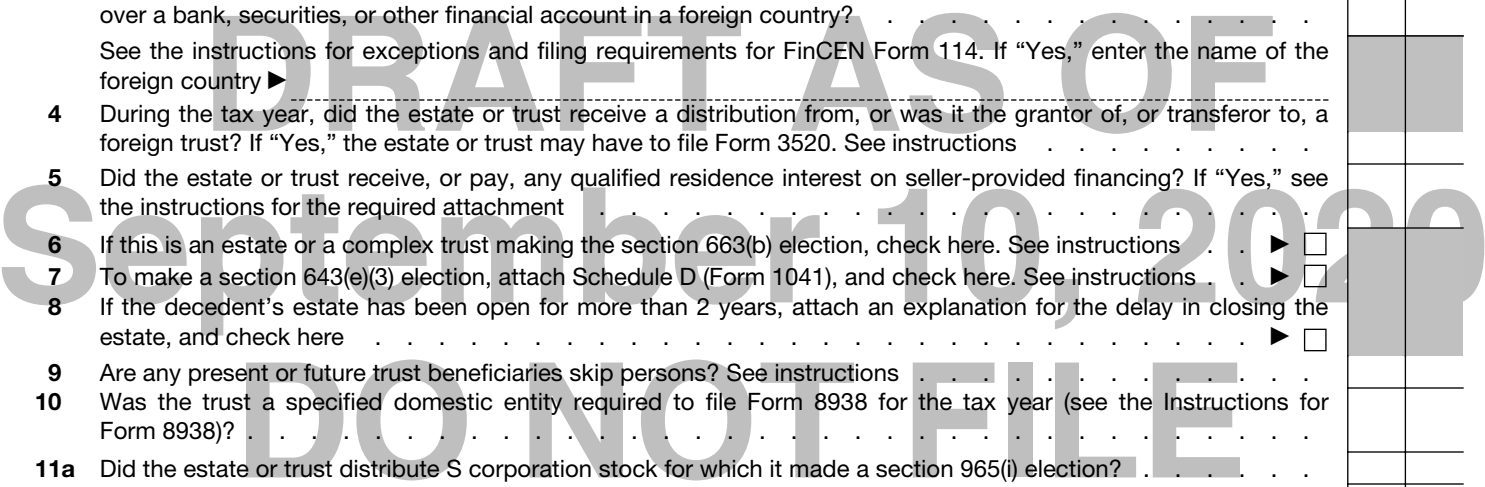 over a bank, securities, or other financial account in a foreign country? . . . . . . . . . . . . . .
See the instructions for exceptions and filing requirements for FinCEN Form 114. If “Yes,” enter the name of the
foreign country ▶
4 During the tax year, did the estate or trust receive a distribution from, or was it the grantor of, or transferor to, a
foreign trust? If “Yes,” the estate or trust may have to file Form 3520. See instructions . . . . . . . . .
5 Did the estate or trust receive, or pay, any qualified residence interest on seller-provided financing? If “Yes,” see
the instructions for the required attachment . . . . . . . . . . . . . . . . . . . . . . .
6 If this is an estate or a complex trust making the section 663(b) election, check here. See instructions . . ▶
7 To make a section 643(e)(3) election, attach Schedule D (Form 1041), and check here. See instructions . . ▶
8 If the decedent’s estate has been open for more than 2 years, attach an explanation for the delay in closing the
estate, and check here . . . . . . . . . . . . . . . . . . . . . . . . . . . . ▶
9 Are any present or future trust beneficiaries skip persons? See instructions . . . . . . . . . . . . .
10 Was the trust a specified domestic entity required to file Form 8938 for the tax year (see the Instructions for
Form 8938)? . . . . . . . . . . . . . . . . . . . . . . . . . . . . . . . . . .
11a Did the estate or trust distribute S corporation stock for which it made a section 965(i) election? . . . . . .
DRAFT AS OF
September 10, 2020
DO NOT FILE